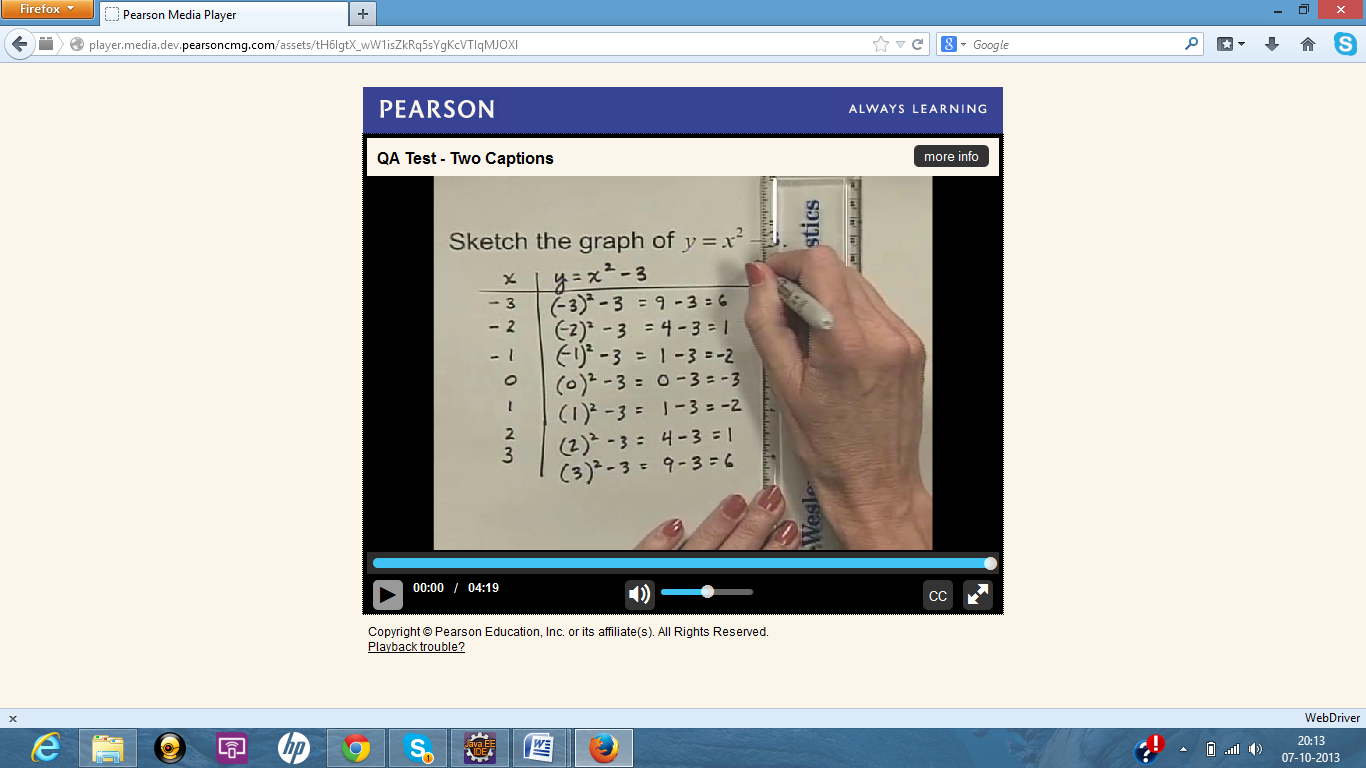 Firefox
Pearson Media Player
player.media.dev.pearsoncmg.com/assets/tH6IgtX_wW1isZkRq5sYgKcVTIqMJOXI
Google
PEARSON
ALWAYS LEARNING
QA Test - Two Captions
more info
Sketch the graph of y = x² –
x y = x² - 3
-3 (-3)² - 3 = 9 - 3 = 6
-2 (-2)² - 3 = 4 - 3 = 1
-1 (-1)² - 3 = 1 - 3 = -2
0 (0)² - 3 = 0 - 3 = -3
1 (1)² - 3 = 1 - 3 = -2
2 (2)² - 3 = 4 - 3 = 1
3 (3)² - 3 = 9 - 3 = 6
stics
Wesle
00:00 / 04:19
CC
Copyright © Pearson Education, Inc. or its affiliate(s). All Rights Reserved.
Playback trouble?
x
WebDriver
hp
Java EE
IDE
20:13
07-10-2013